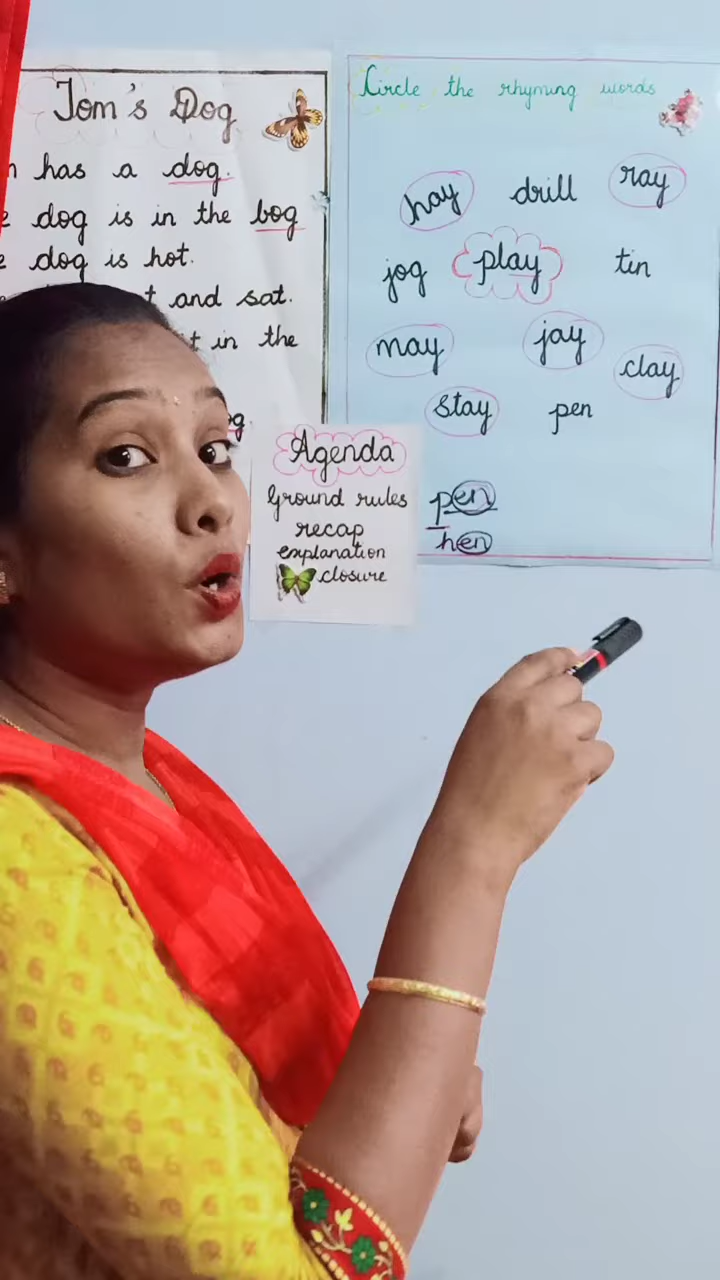 Tom's Dog
has a dog.
dog is in the bog
dog is hot.
and sat.
in the
Agenda
Ground rules
recap
explanation
closure
Circle the rhyming words
hay drill ray
jog play tin
may jay clay
stay pen
pen
hen